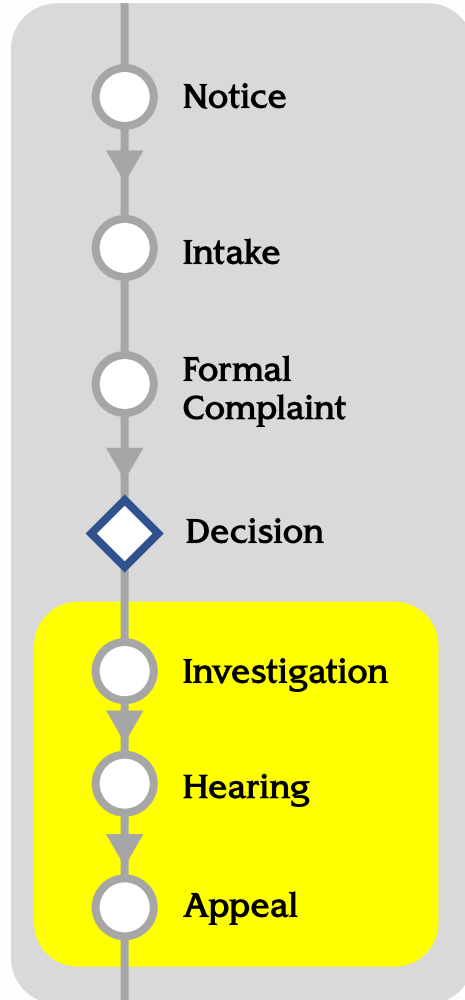 Notice
Intake
Formal
Complaint
Decision
Investigation
Hearing
Appeal